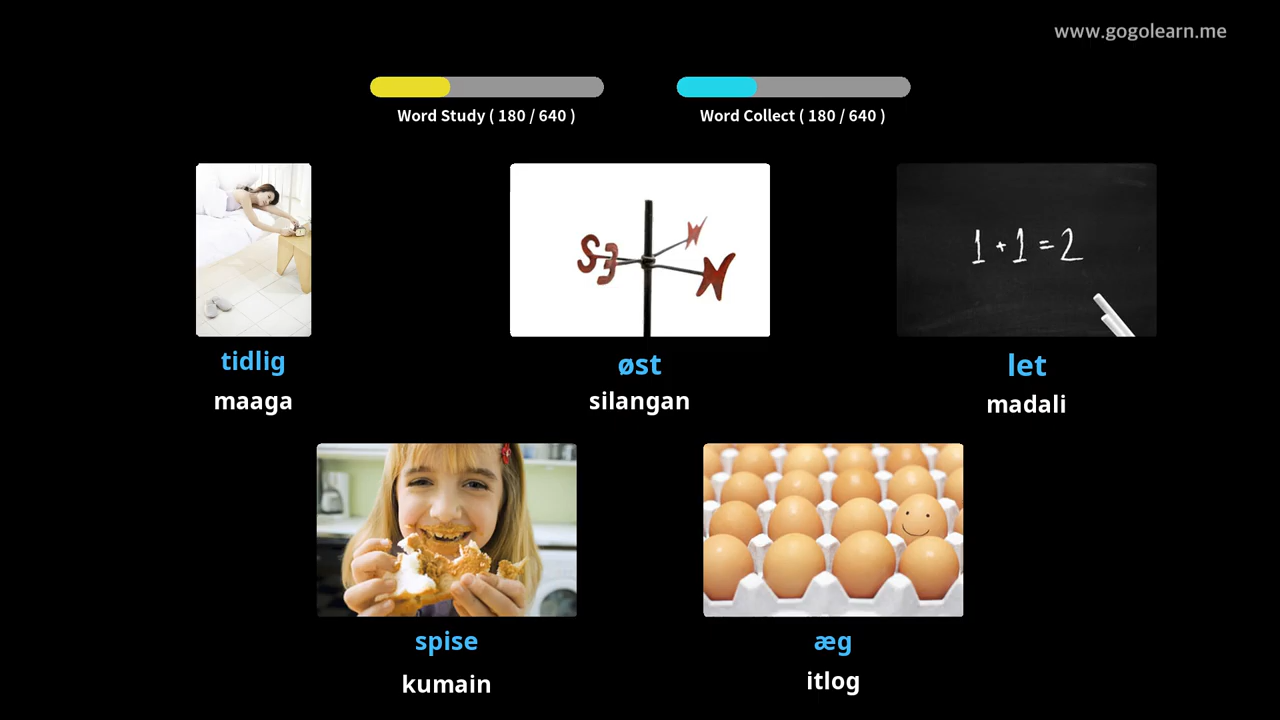 www.gogolearn.me
Word Study ( 180 / 640 )
Word Collect ( 180 / 640 )
S E N W
1 + 1 = 2
tidlig
maaga
øst
silangan
let
madali
spise
kumain
æg
itlog